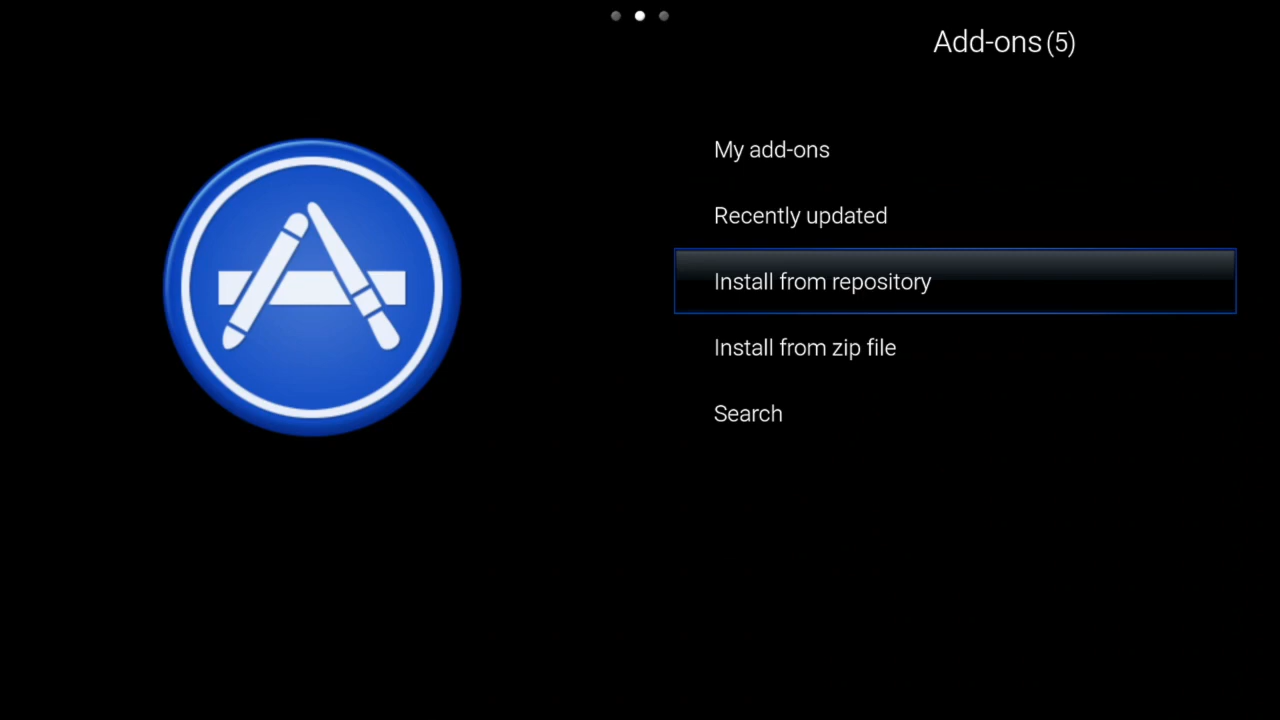 Add-ons (5)
My add-ons
Recently updated
Install from repository
Install from zip file
Search